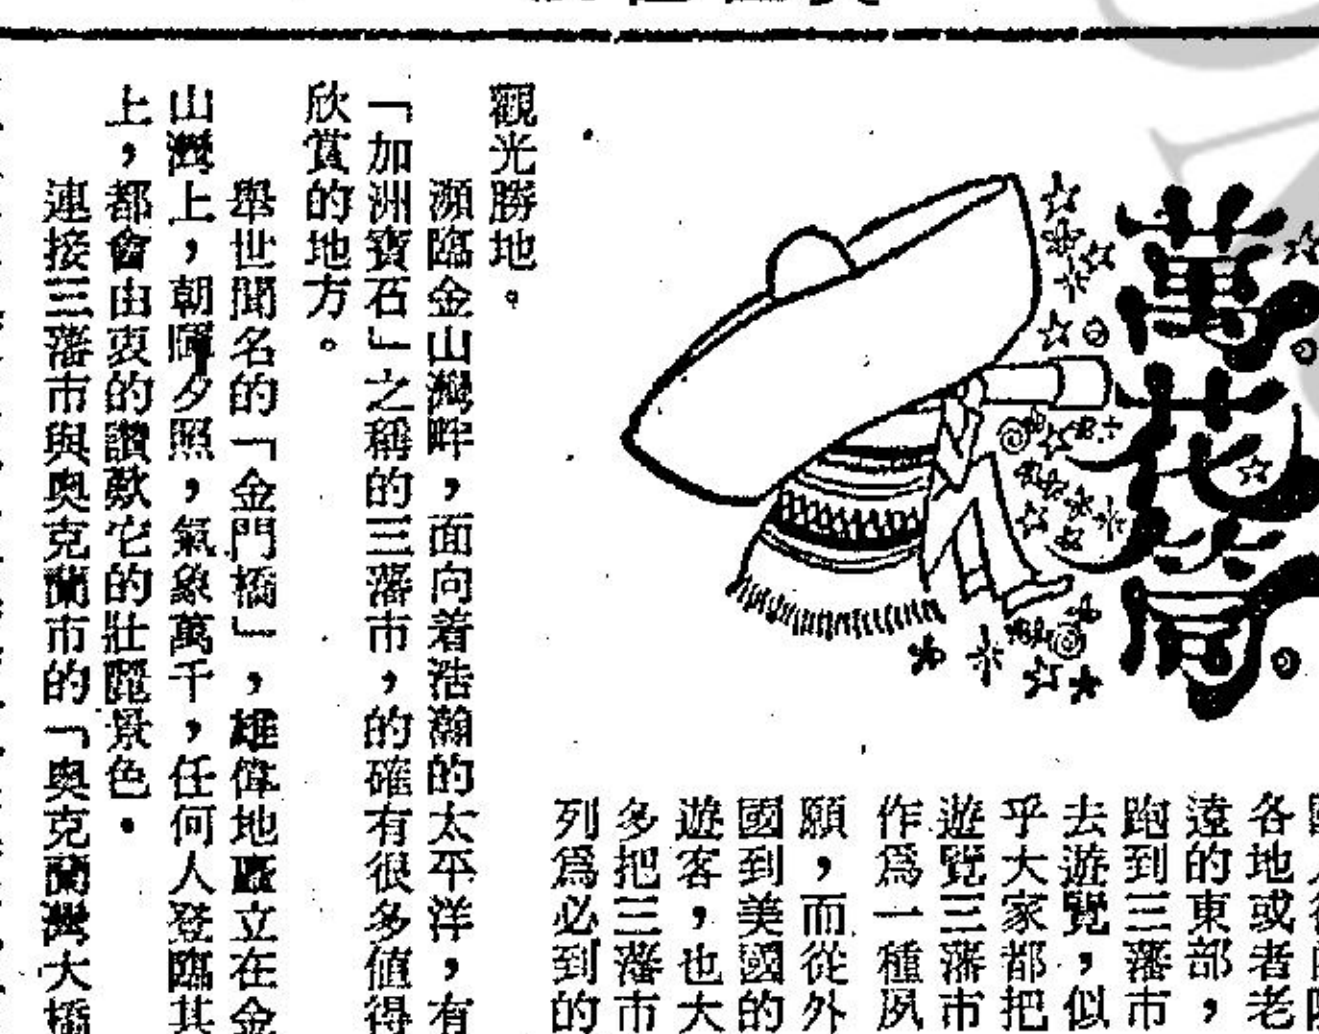 萬花筒
各地或者老
遠的東部，
跑到三藩市
去遊覽，似
乎大家都把
遊覽三藩市
作爲一種夙
願，而從外
國到美國的
遊客，也大
多把三藩市
列爲必到的
觀光勝地。
瀕臨金山灣畔，面向着浩瀚的太平洋，有
「加洲寶石」之稱的三藩市，的確有很多値得
欣賞的地方。
舉世聞名的「金門橋」，雄偉地矗立在金
山灣上，朝暉夕照，氣象萬千，任何人登臨其
上，都會由衷的讚歎它的壯麗景色。
連接三藩市與奧克蘭市的「奧克蘭灣大橋